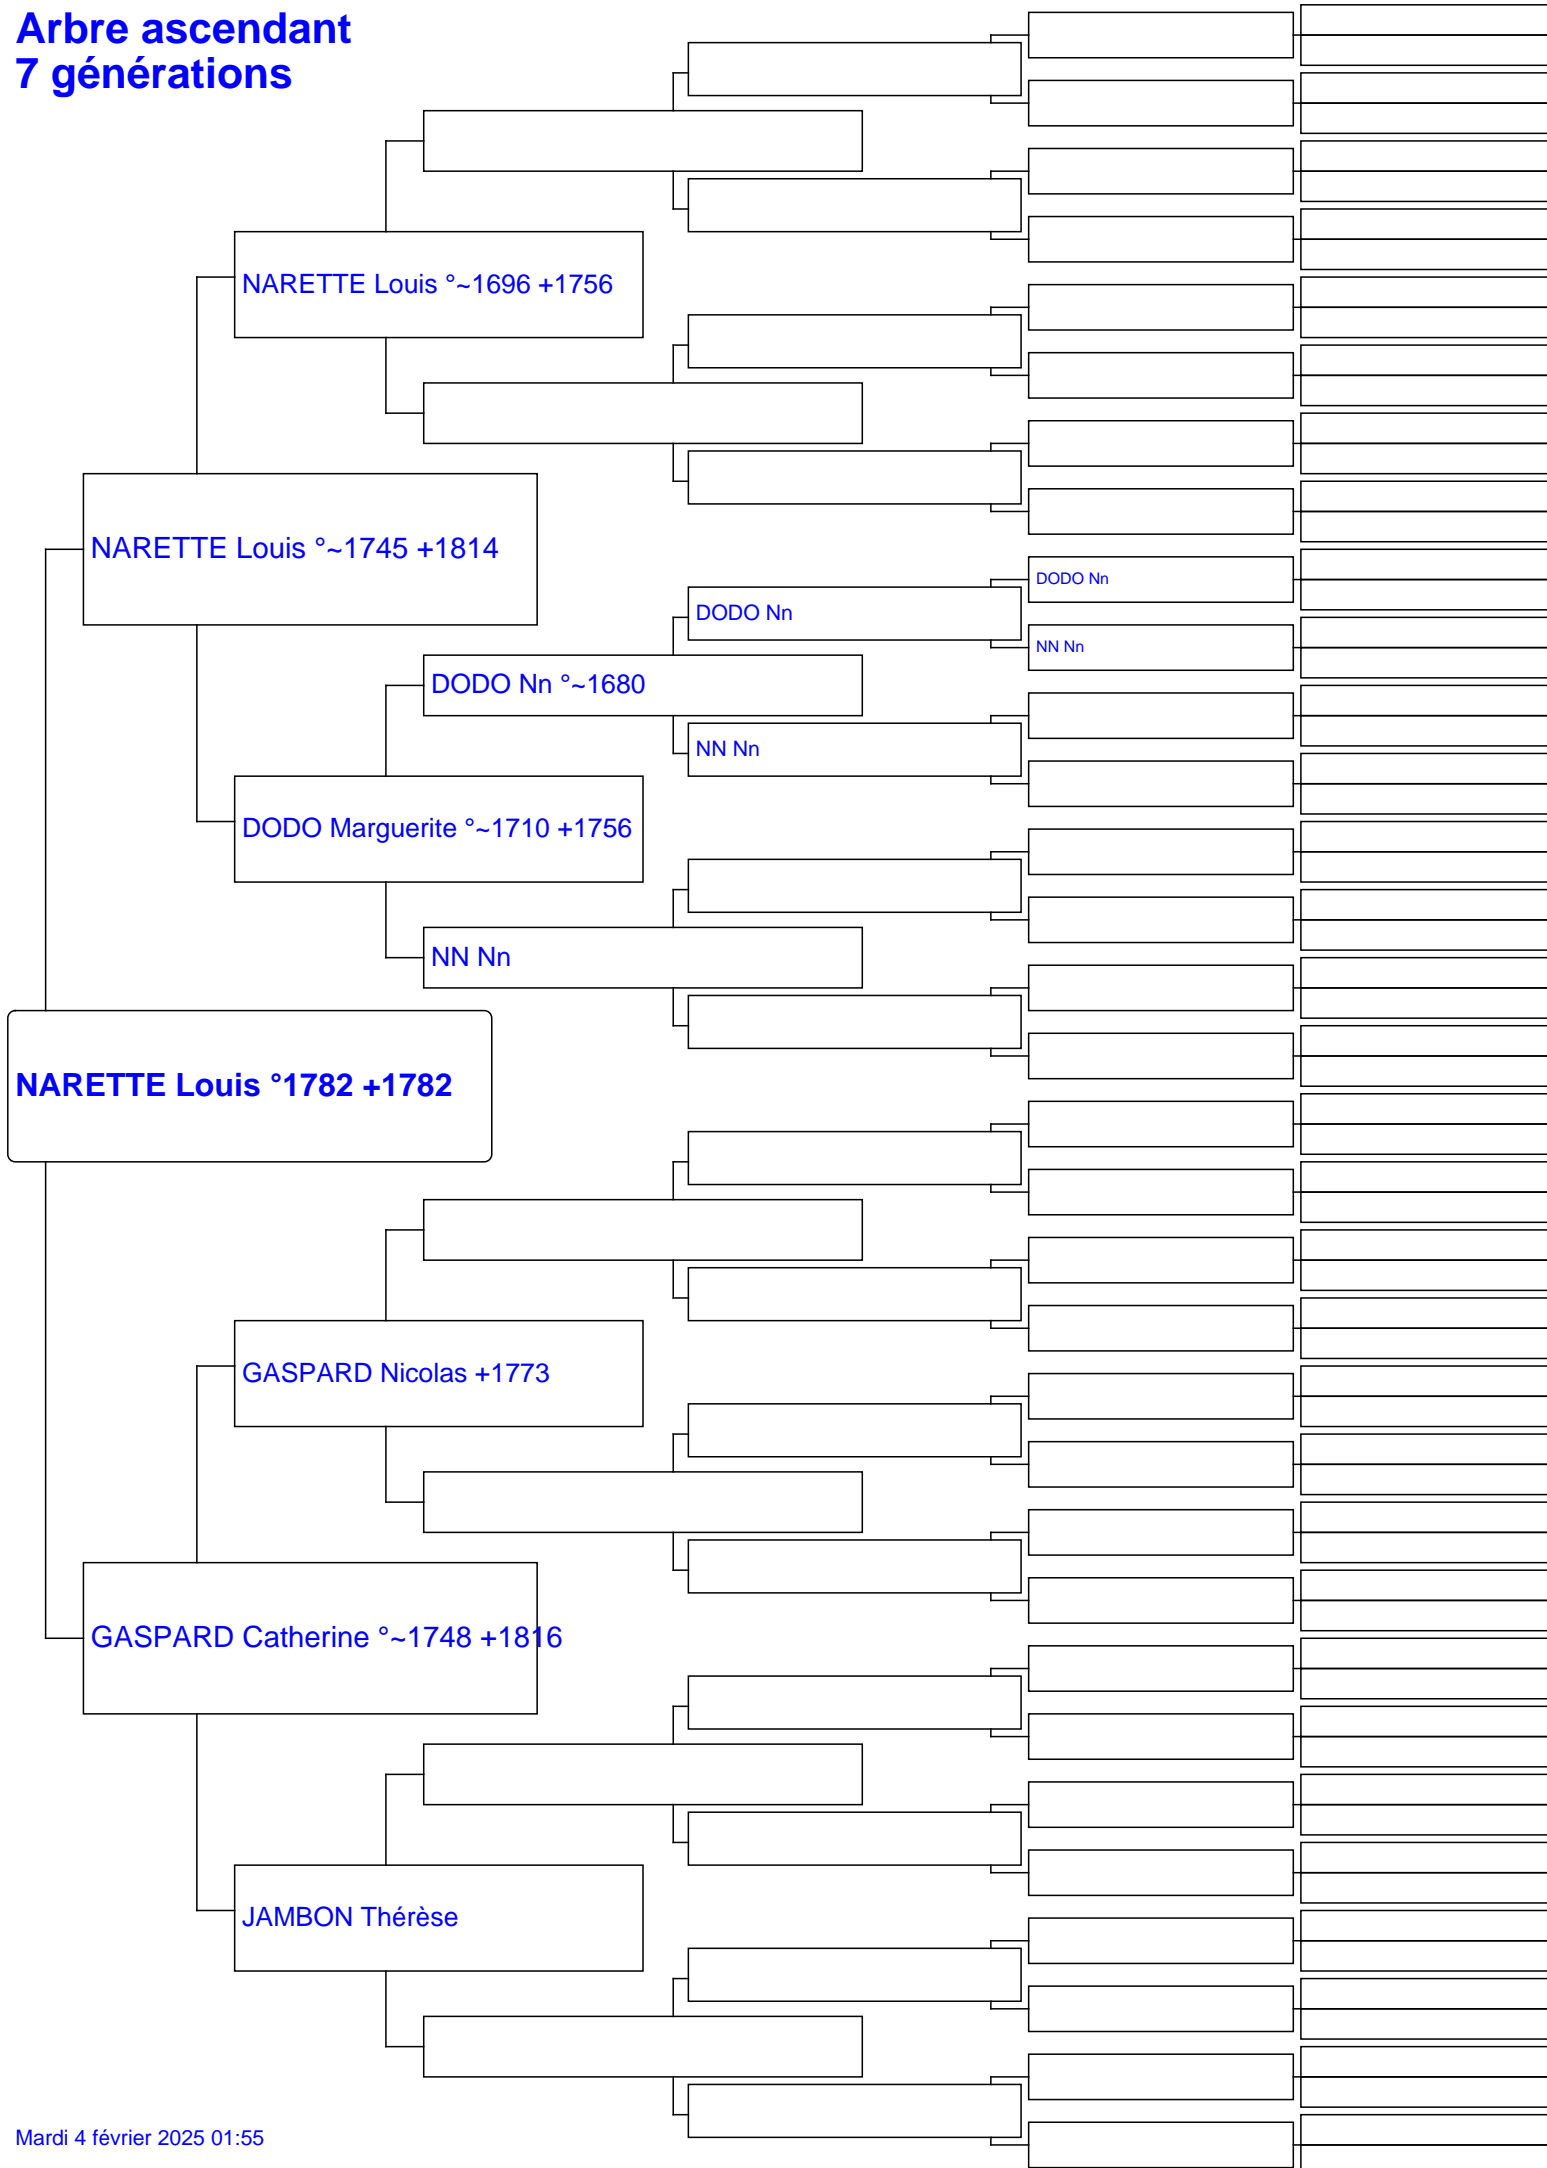 Arbre ascendant
7 générations
NARETTE Louis °~1696 +1756
NARETTE Louis °~1745 +1814
DODO Nn
DODO Nn
NN Nn
DODO Nn °~1680
NN Nn
DODO Marguerite °~1710 +1756
NN Nn
NARETTE Louis °1782 +1782
GASPARD Nicolas +1773
GASPARD Catherine °~1748 +1816
JAMBON Thérèse
Mardi 4 février 2025 01:55